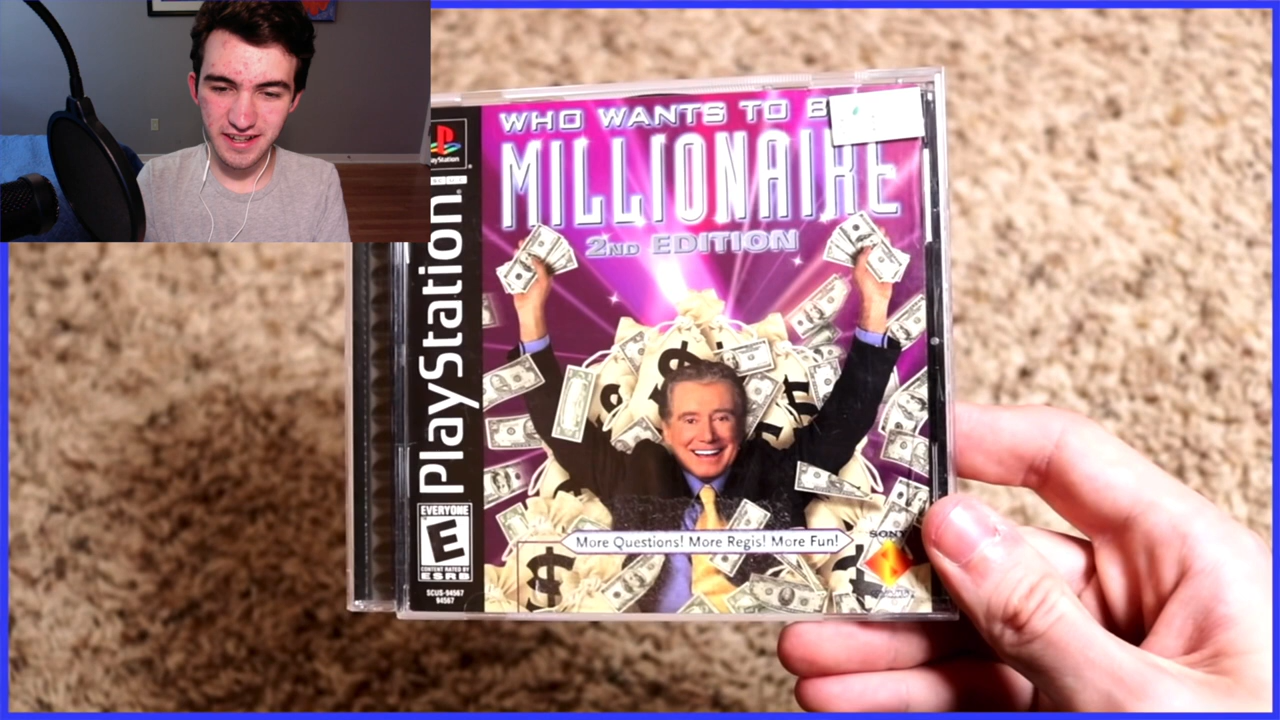 WHO WANTS TO B
MILLIONAIRE
2ND EDITION
PlayStation
PlayStation
More Questions! More Regis! More Fun!
EVERYONE
E
CONTENT RATED BY
ESRB
SCUS-94567
94567
SONY